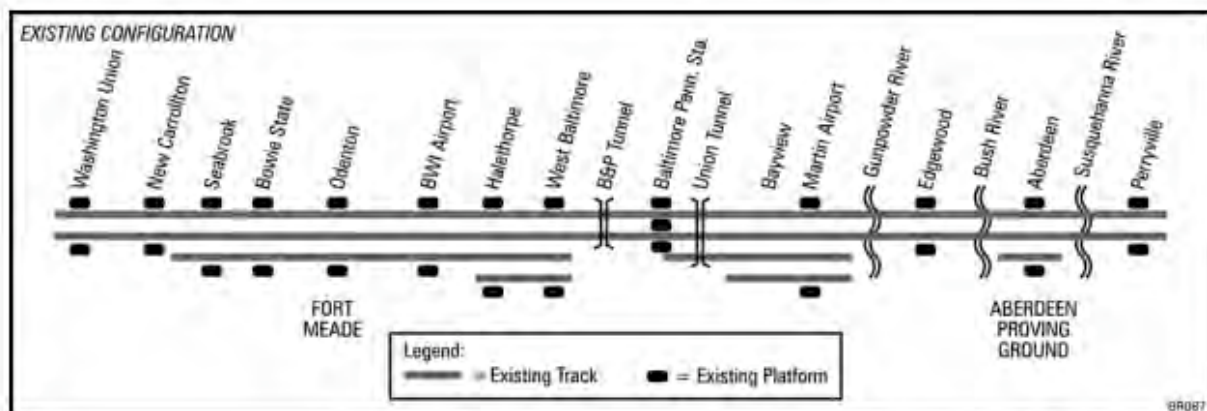 EXISTING CONFIGURATION
Washington Union
New Carrollton
Seabrook
Bowie State
Odenton
BWI Airport
Halethorpe
West Baltimore
B&P Tunnel
Baltimore Penn. Sta.
Union Tunnel
Bayview
Martin Airport
Gunpowder River
Edgewood
Bush River
Abordeen
Susquehanna River
Perryville
FORT
MEADE
ABERDEEN
PROVING
GROUND
Legend:
= Existing Track
= Existing Platform